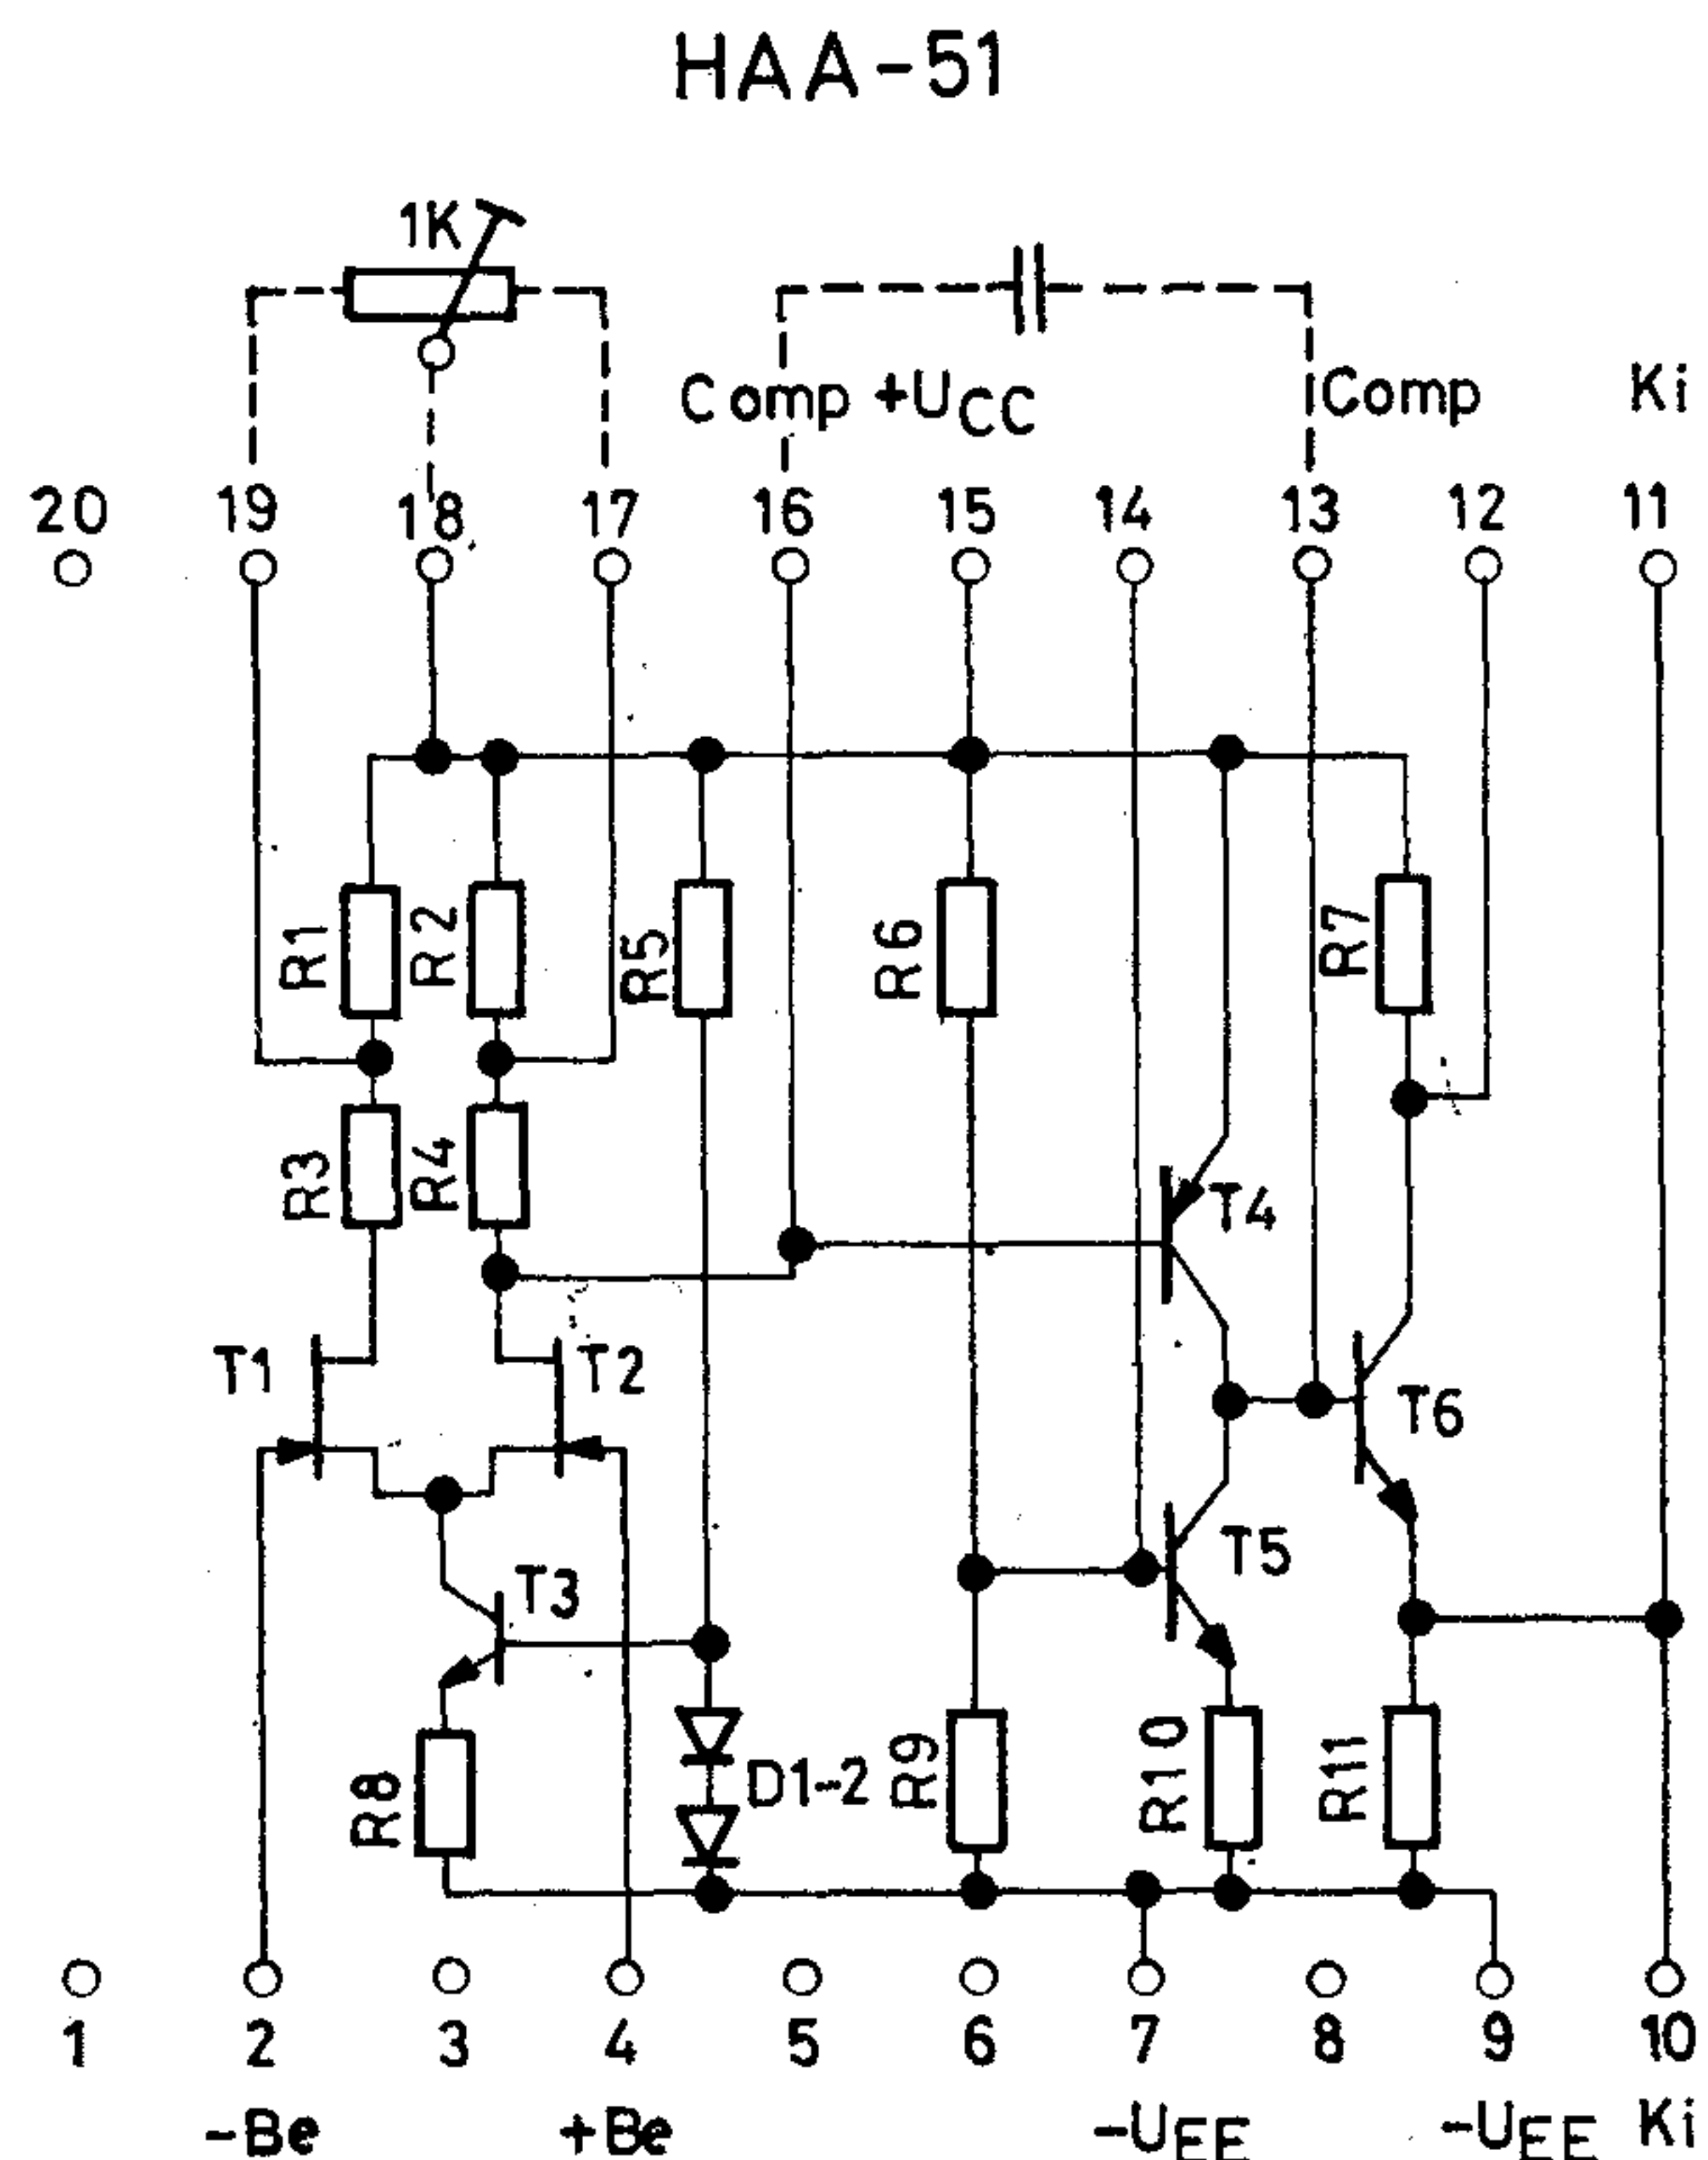 HAA-51
1K
Comp +UCC Comp Ki
20 19 18 17 16 15 14 13 12 11
R1 R2 R5 R6 R7
R3 R4 T4
T1 T2 T6
T3 T5
R8 D1-2 R9 R10 R11
1 2 3 4 5 6 7 8 9 10
-Be +Be -UEE -UEE Ki